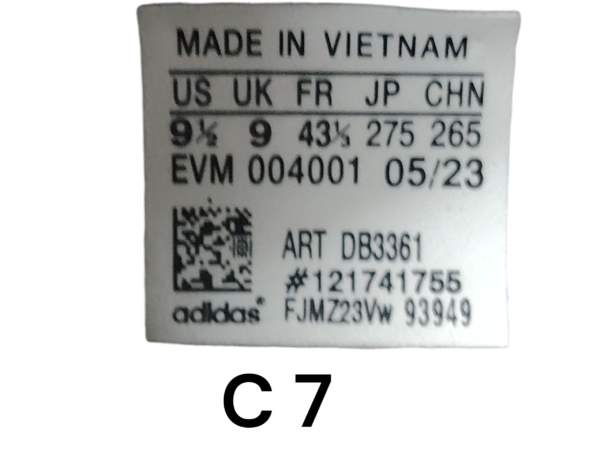 MADE IN VIETNAM
US UK FR JP CHN
9½ 9 43⅓ 275 265
EVM 004001 05/23
ART DB3361
#121741755
adidas® FJMZ23Vw 93949
C 7